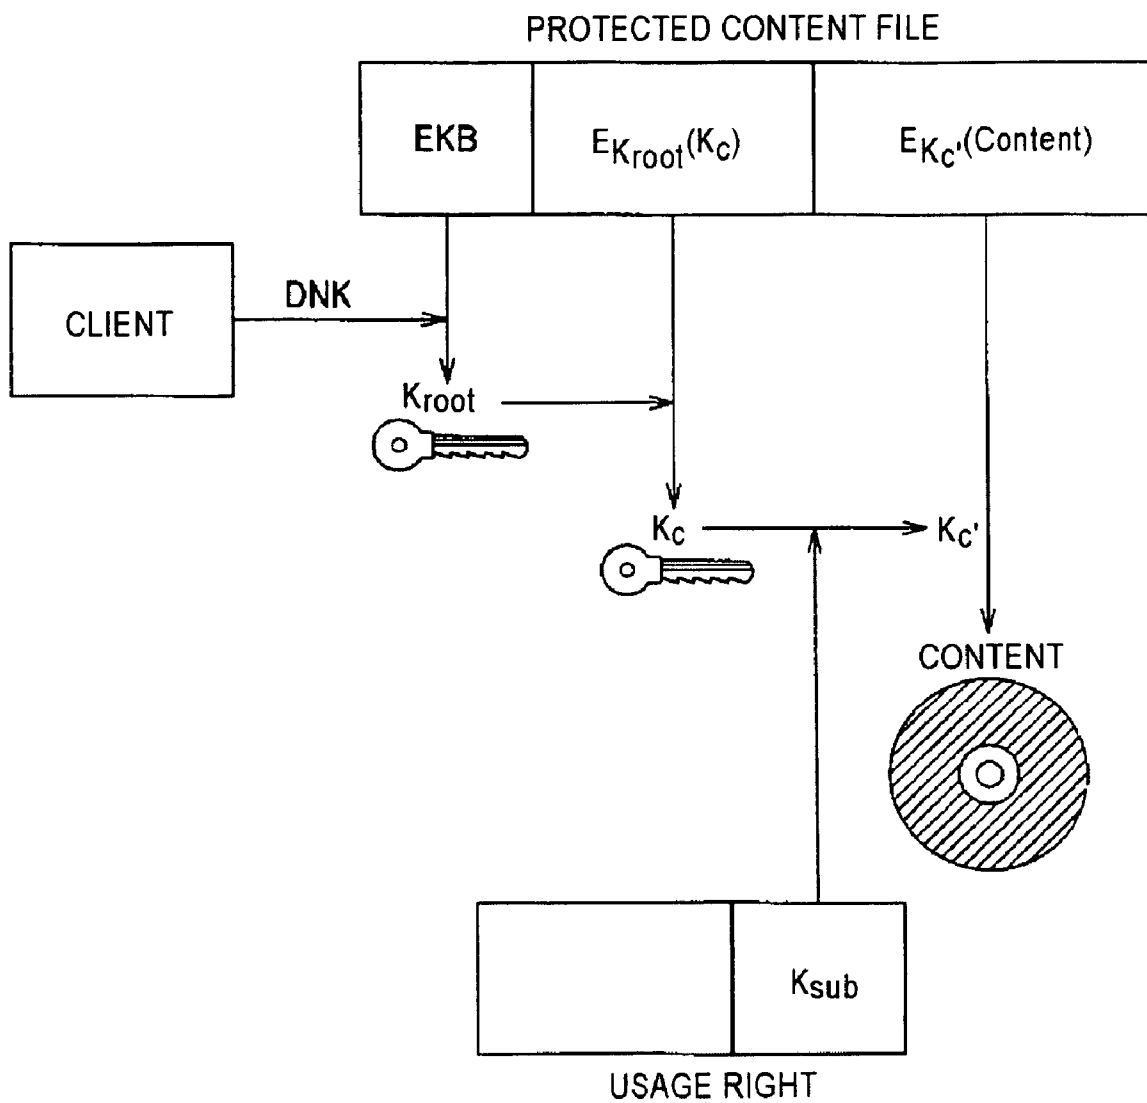 PROTECTED CONTENT FILE
EKB
EKroot(Kc)
EKc'(Content)
CLIENT
DNK
Kroot
Kc
Kc'
CONTENT
Ksub
USAGE RIGHT